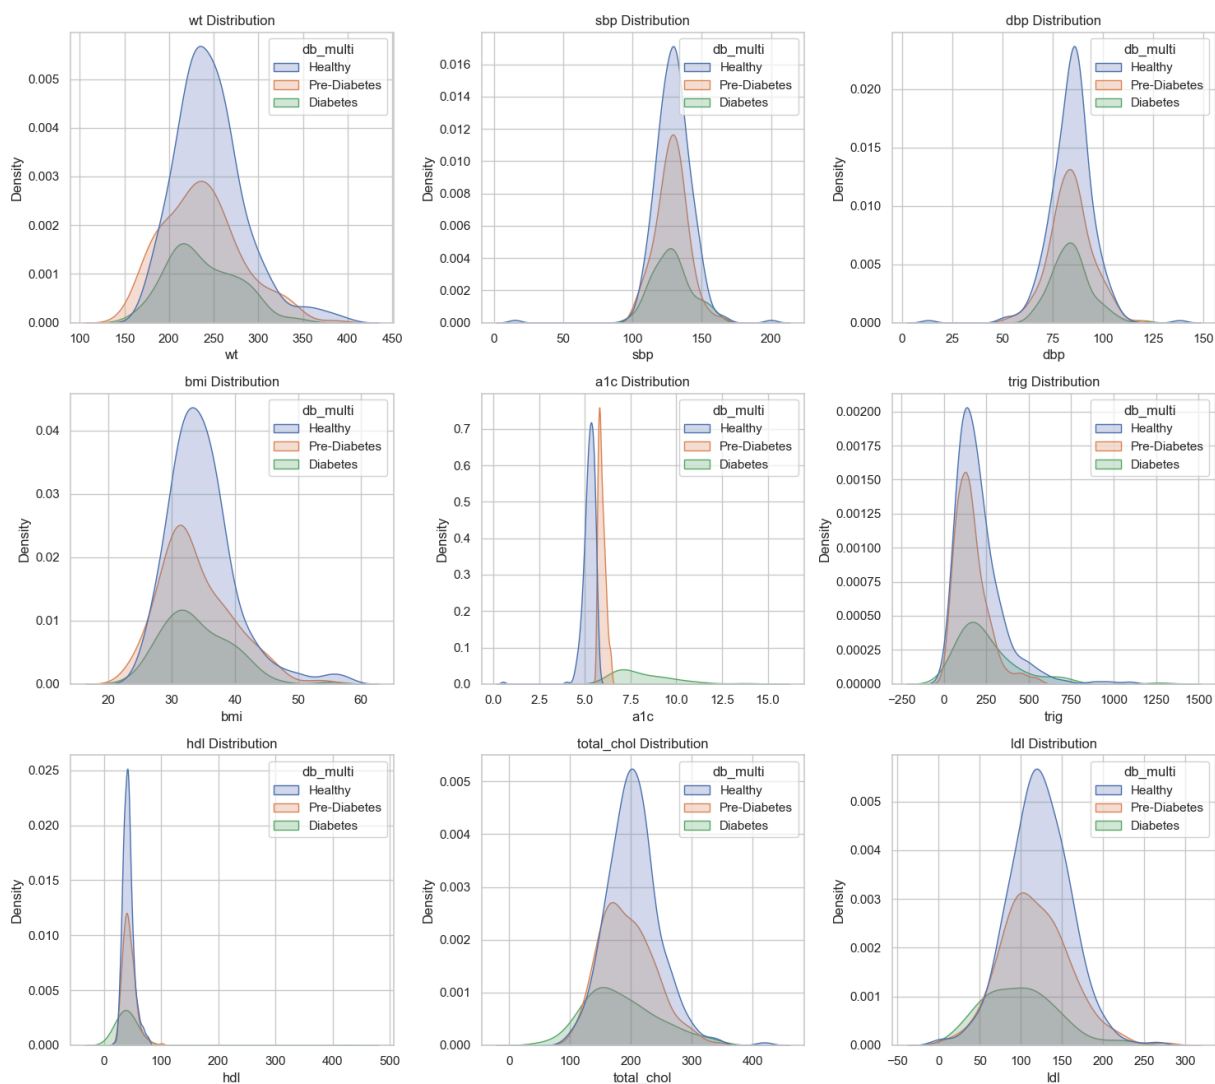 wt Distribution
db_multi
Healthy
Pre-Diabetes
Diabetes
Density
0.005
0.004
0.003
0.002
0.001
0.000
100 150 200 250 300 350 400 450
wt
sbp Distribution
db_multi
Healthy
Pre-Diabetes
Diabetes
Density
0.016
0.014
0.012
0.010
0.008
0.006
0.004
0.002
0.000
0 50 100 150 200
sbp
dbp Distribution
db_multi
Healthy
Pre-Diabetes
Diabetes
Density
0.020
0.015
0.010
0.005
0.000
0 25 50 75 100 125 150
dbp
bmi Distribution
db_multi
Healthy
Pre-Diabetes
Diabetes
Density
0.04
0.03
0.02
0.01
0.00
20 30 40 50 60
bmi
a1c Distribution
db_multi
Healthy
Pre-Diabetes
Diabetes
Density
0.7
0.6
0.5
0.4
0.3
0.2
0.1
0.0
0.0 2.5 5.0 7.5 10.0 12.5 15.0
a1c
trig Distribution
db_multi
Healthy
Pre-Diabetes
Diabetes
Density
0.00200
0.00175
0.00150
0.00125
0.00100
0.00075
0.00050
0.00025
0.00000
−250 0 250 500 750 1000 1250 1500
trig
hdl Distribution
db_multi
Healthy
Pre-Diabetes
Diabetes
Density
0.025
0.020
0.015
0.010
0.005
0.000
0 100 200 300 400 500
hdl
total_chol Distribution
db_multi
Healthy
Pre-Diabetes
Diabetes
Density
0.005
0.004
0.003
0.002
0.001
0.000
0 100 200 300 400
total_chol
ldl Distribution
db_multi
Healthy
Pre-Diabetes
Diabetes
Density
0.005
0.004
0.003
0.002
0.001
0.000
−50 0 50 100 150 200 250 300
ldl